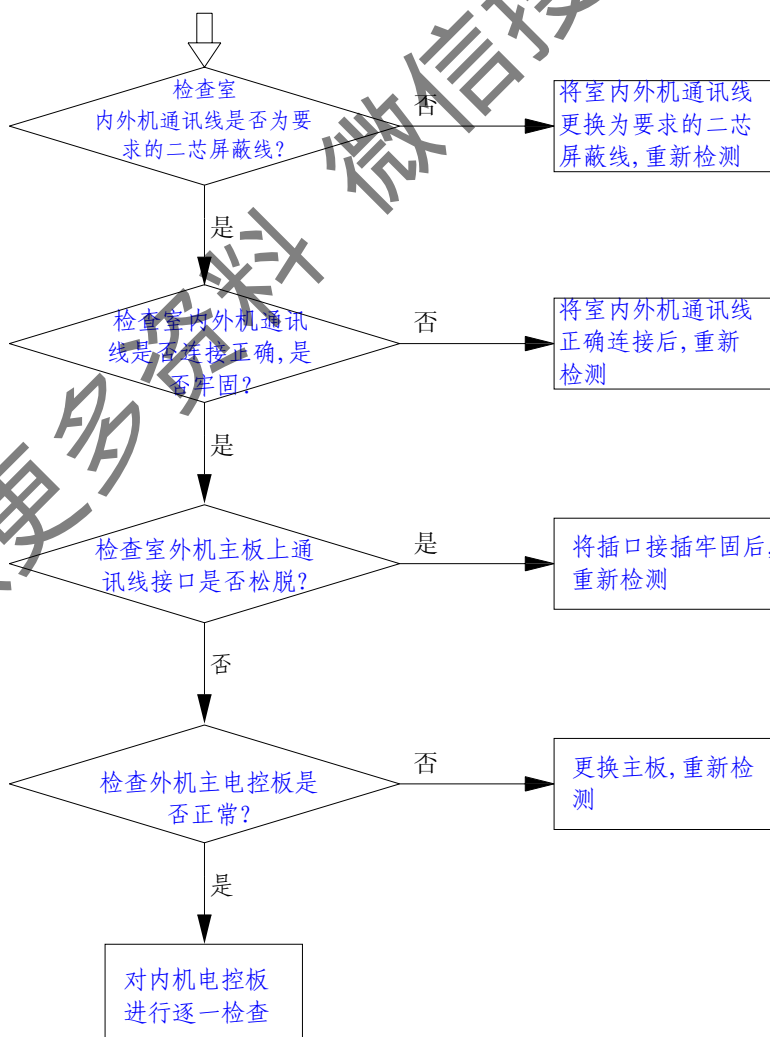 检查室
内外机通讯线是否为要
求的二芯屏蔽线？
否
将室内外机通讯线
更换为要求的二芯
屏蔽线，重新检测
是
检查室内外机通讯
线是否连接正确，是
否牢固？
否
将室内外机通讯线
正确连接后，重新
检测
是
检查室外机主板上通
讯线接口是否松脱？
是
将插口接插牢固后，
重新检测
否
检查外机主电控板是
否正常？
否
更换主板，重新检
测
是
对内机电控板
进行逐一检查
更多资料 微信搜